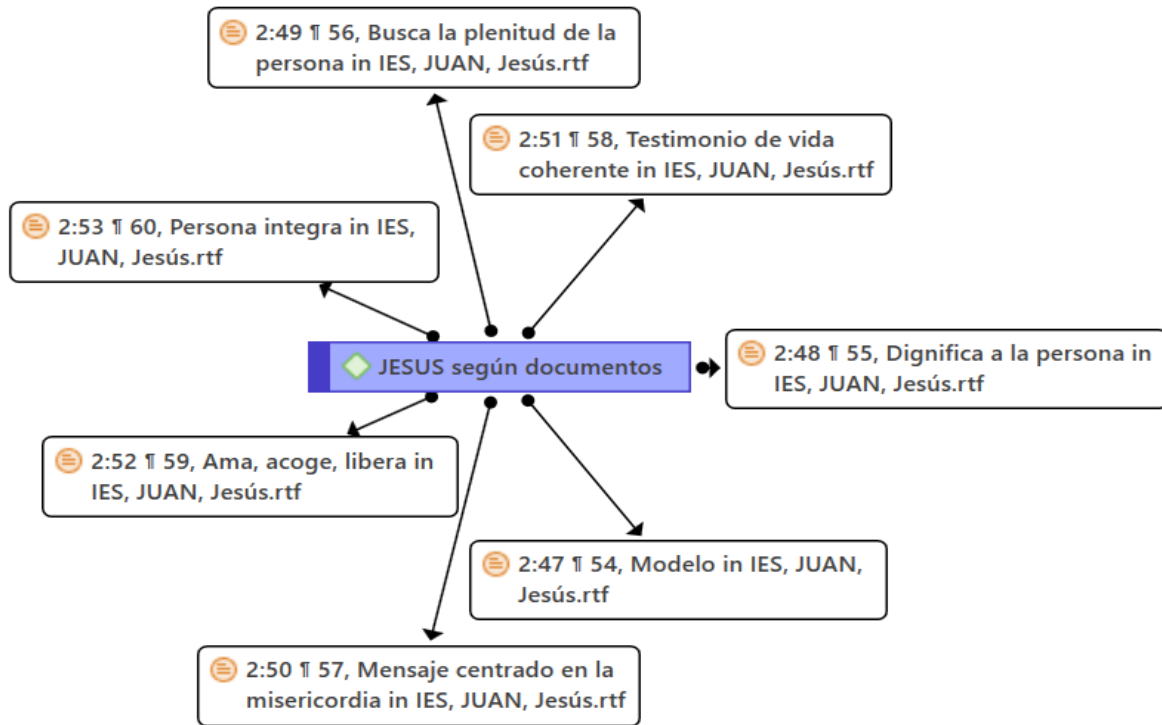 2:49 ¶ 56, Busca la plenitud de la
persona in IES, JUAN, Jesús.rtf
2:51 ¶ 58, Testimonio de vida
coherente in IES, JUAN, Jesús.rtf
2:53 ¶ 60, Persona integra in IES,
JUAN, Jesús.rtf
JESUS según documentos
2:48 ¶ 55, Dignifica a la persona in
IES, JUAN, Jesús.rtf
2:52 ¶ 59, Ama, acoge, libera in
IES, JUAN, Jesús.rtf
2:47 ¶ 54, Modelo in IES, JUAN,
Jesús.rtf
2:50 ¶ 57, Mensaje centrado en la
misericordia in IES, JUAN, Jesús.rtf